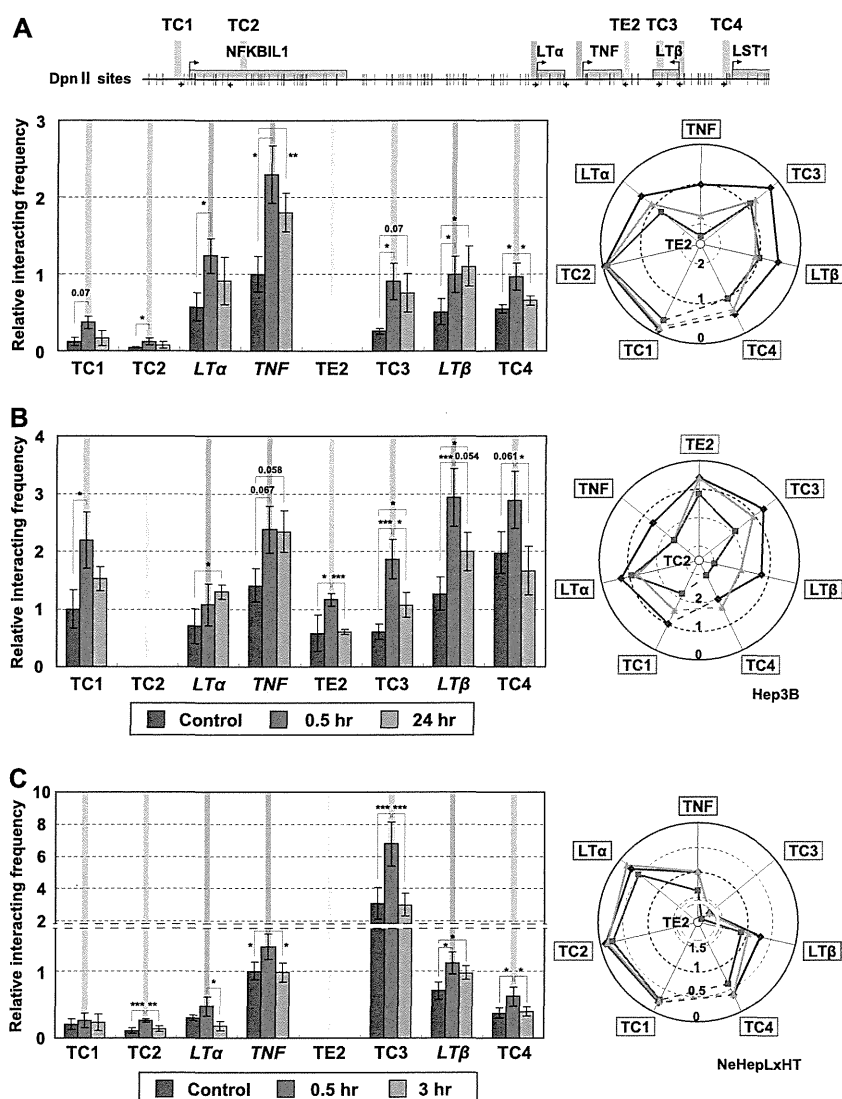 A
TC1 TC2 TE2 TC3 TC4
NFKBIL1 LTα TNF LTβ LST1
Dpn II sites
Relative interacting frequency
3
2
1
0
* ** * 0.07 * * * * *
0.07 *
TC1 TC2 LTα TNF TE2 TC3 LTβ TC4
TNF
LTα TC3
TE2
TC2 LTβ
2
1
0
TC1 TC4
B
Relative interacting frequency
4
3
2
1
0
* * 0.058 0.067 * *** * *** * * *** 0.054 0.061 *
TC1 TC2 LTα TNF TE2 TC3 LTβ TC4
Control 0.5 hr 24 hr
TE2
TNF TC3
TC2
LTα LTβ
2
1
0
TC1 TC4
Hep3B
C
Relative interacting frequency
10
8
6
4
2
1
0
*** ** * * * *** *** * * * *
TC1 TC2 LTα TNF TE2 TC3 LTβ TC4
Control 0.5 hr 3 hr
TNF
LTα TC3
TE2
TC2 LTβ
1.5
1
0.5
0
TC1 TC4
NeHepLxHT